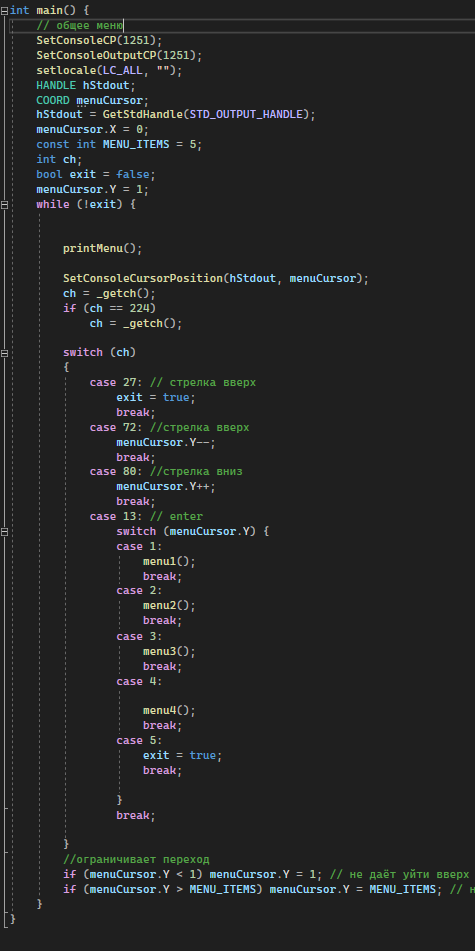 int main() {
// общее меню
SetConsoleCP(1251);
SetConsoleOutputCP(1251);
setlocale(LC_ALL, "");
HANDLE hStdout;
COORD menuCursor;
hStdout = GetStdHandle(STD_OUTPUT_HANDLE);
menuCursor.X = 0;
const int MENU_ITEMS = 5;
int ch;
bool exit = false;
menuCursor.Y = 1;
while (!exit) {
printMenu();
SetConsoleCursorPosition(hStdout, menuCursor);
ch = _getch();
if (ch == 224)
ch = _getch();
switch (ch)
{
case 27: // стрелка вверх
exit = true;
break;
case 72: //стрелка вверх
menuCursor.Y--;
break;
case 80: //стрелка вниз
menuCursor.Y++;
break;
case 13: // enter
switch (menuCursor.Y) {
case 1:
menu1();
break;
case 2:
menu2();
break;
case 3:
menu3();
break;
case 4:
menu4();
break;
case 5:
exit = true;
break;
}
break;
}
//ограничивает переход
if (menuCursor.Y < 1) menuCursor.Y = 1; // не даёт уйти вверх
if (menuCursor.Y > MENU_ITEMS) menuCursor.Y = MENU_ITEMS; //
}
}